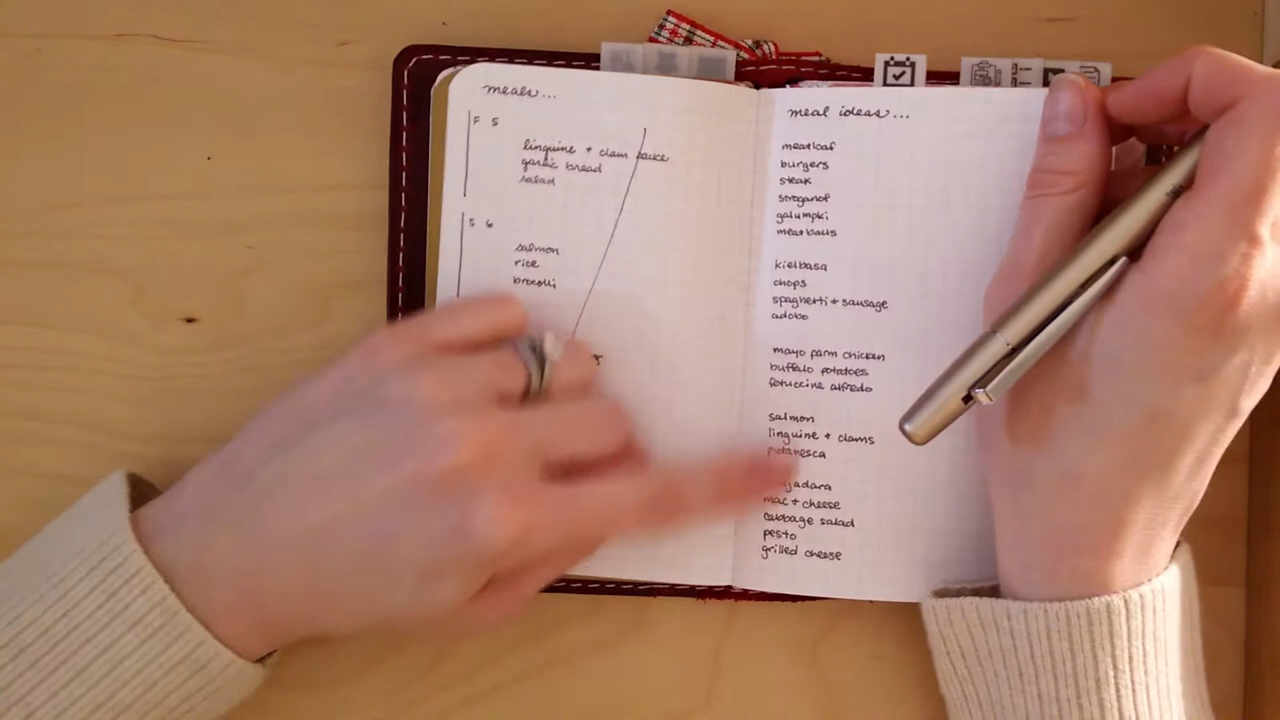 meals...
F 5
linguine + clam sauce
garlic bread
salad
S 6
salmon
rice
brocolli
meal ideas...
meatloaf
burgers
steak
stroganof
galumpki
meatballs
kielbasa
chops
spaghetti + sausage
adobo
mayo parm chicken
buffalo potatoes
fetuccine alfredo
salmon
linguine + clams
putanesca
mac + cheese
cabbage salad
pesto
grilled cheese